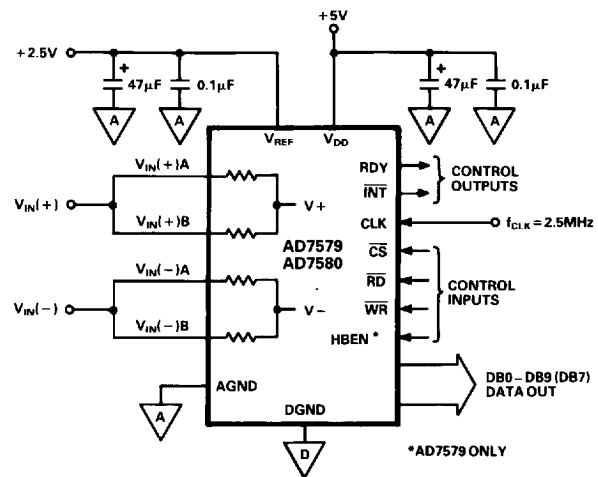 +5V
+2.5V
+
47μF
0.1μF
+
47μF
0.1μF
A
A
A
A
VREF
VDD
VIN(+)A
VIN(+)
VIN(+)B
V+
VIN(−)A
VIN(−)
VIN(−)B
V−
AD7579
AD7580
RDY
INT
CONTROL
OUTPUTS
CLK
fCLK = 2.5MHz
CS
RD
WR
HBEN *
CONTROL
INPUTS
AGND
A
DGND
D
DB0 – DB9 (DB7)
DATA OUT
*AD7579 ONLY